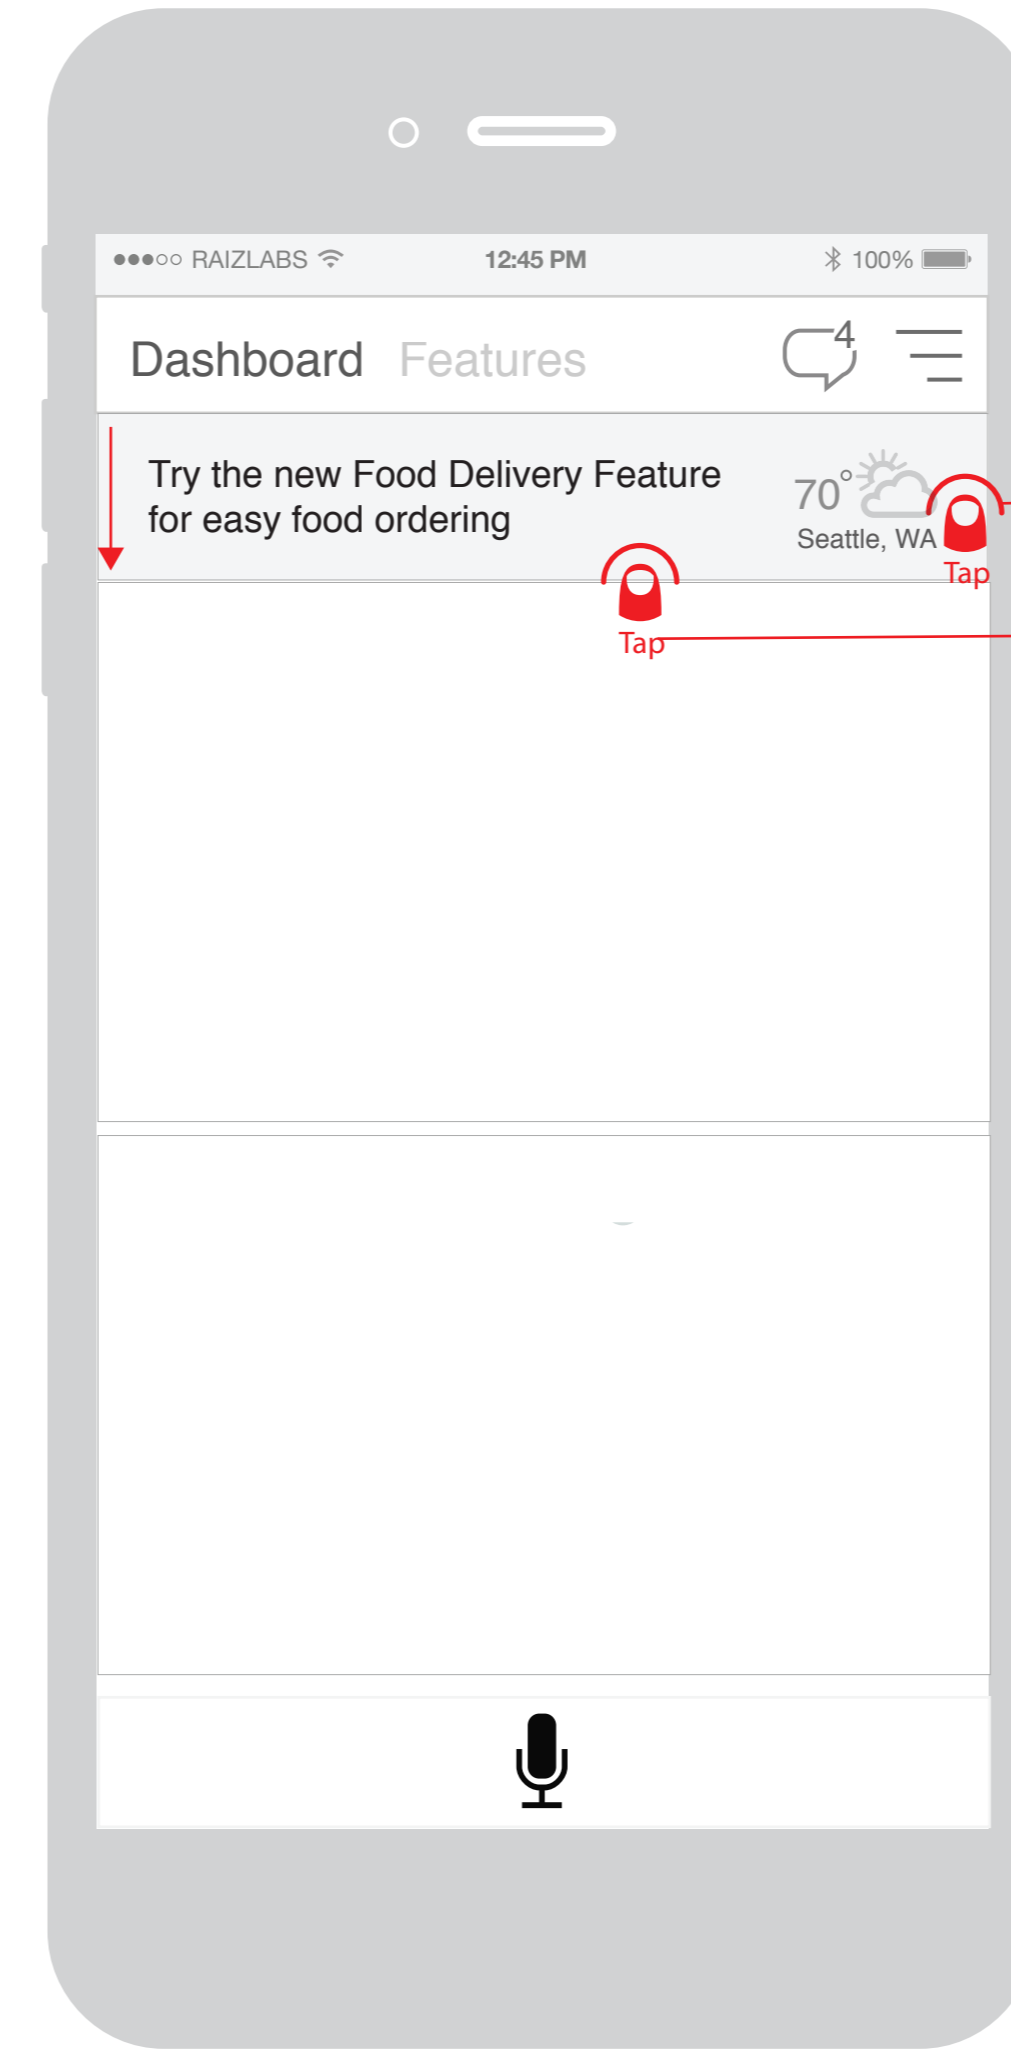 RAIZLABS 12:45 PM 100%
Dashboard Features 4
Try the new Food Delivery Feature
for easy food ordering
70°
Seattle, WA
Tap
Tap